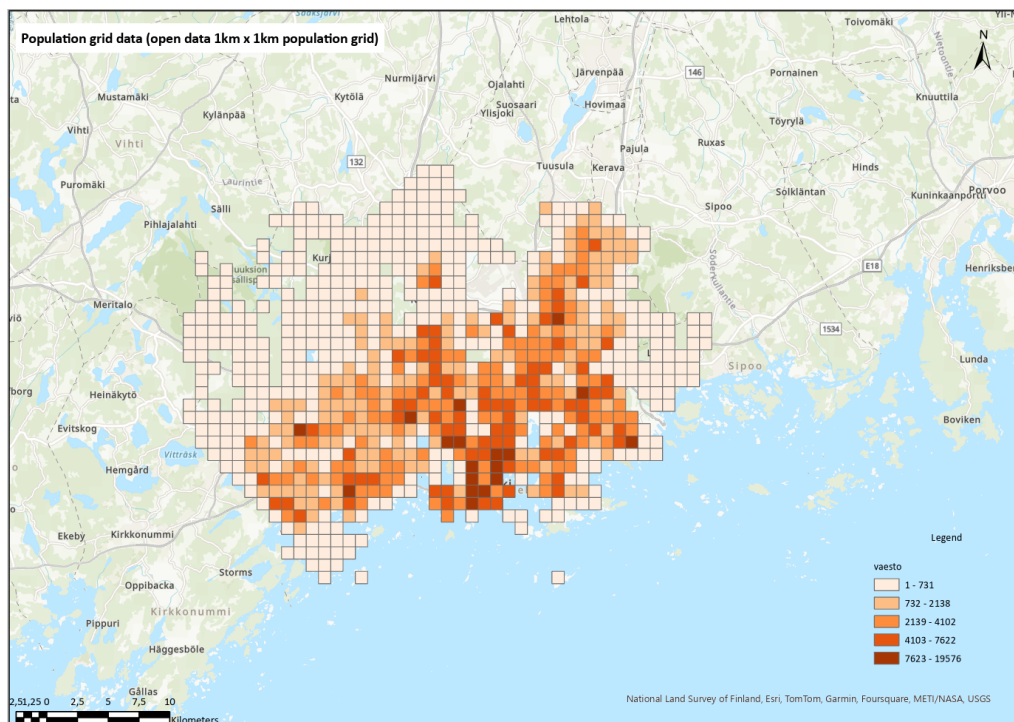 Population grid data (open data 1km x 1km population grid)
Lehtola
Toivomäki
Nurmijärvi
Ojalahti
Järvenpää
146
Pornainen
Mustamäki
Kytölä
Suosaari
Hovimaa
Knuuttila
Kylänpää
Ylisjoki
Töyrylä
Vihti
Vihti
Pajula
Ruxas
132
Tuusula
Kerava
Hinds
Puromäki
Laurintie
Solkläntan
Porvoo
Kuninkaanportti
Sälli
Sipoo
Pihlajalahti
Kurj
Söderkullantie
E18
Henriksber
Meritalo
1534
Lunda
Sipoo
Heinäkytö
Boviken
Evitskog
Vitträsk
Hemgård
Ekeby
Kirkkonummi
Legend
Storms
vaesto
Oppibacka
1 - 731
Kirkkonummi
732 - 2138
Pippuri
2139 - 4102
4103 - 7622
Häggesböle
7623 - 19576
Gållas
National Land Survey of Finland, Esri, TomTom, Garmin, Foursquare, METI/NASA, USGS
2,51,25 0 2,5 5 7,5 10
Kilometers
N